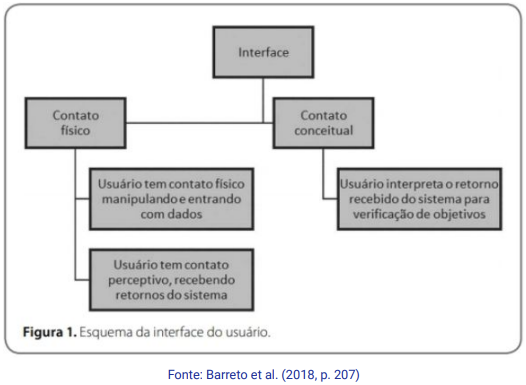 Interface
Contato
físico
Contato
conceitual
Usuário tem contato físico
manipulando e entrando
com dados
Usuário interpreta o retorno
recebido do sistema para
verificação de objetivos
Usuário tem contato
perceptivo, recebendo
retornos do sistema
Figura 1. Esquema da interface do usuário.
Fonte: Barreto et al. (2018, p. 207)